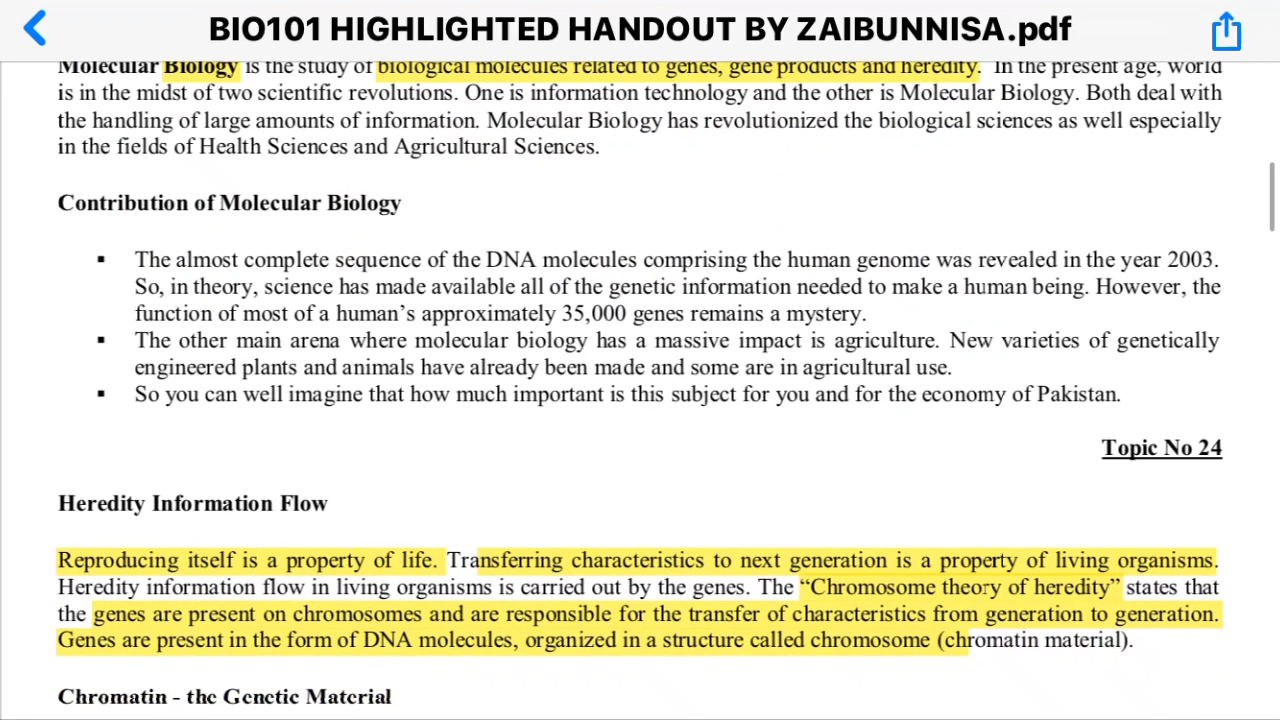 BIO101 HIGHLIGHTED HANDOUT BY ZAIBUNNISA.pdf
Molecular Biology is the study of biological molecules related to genes, gene products and heredity. In the present age, world
is in the midst of two scientific revolutions. One is information technology and the other is Molecular Biology. Both deal with
the handling of large amounts of information. Molecular Biology has revolutionized the biological sciences as well especially
in the fields of Health Sciences and Agricultural Sciences.
Contribution of Molecular Biology
▪ The almost complete sequence of the DNA molecules comprising the human genome was revealed in the year 2003.
So, in theory, science has made available all of the genetic information needed to make a human being. However, the
function of most of a human's approximately 35,000 genes remains a mystery.
▪ The other main arena where molecular biology has a massive impact is agriculture. New varieties of genetically
engineered plants and animals have already been made and some are in agricultural use.
▪ So you can well imagine that how much important is this subject for you and for the economy of Pakistan.
Topic No 24
Heredity Information Flow
Reproducing itself is a property of life. Transferring characteristics to next generation is a property of living organisms.
Heredity information flow in living organisms is carried out by the genes. The “Chromosome theory of heredity” states that
the genes are present on chromosomes and are responsible for the transfer of characteristics from generation to generation.
Genes are present in the form of DNA molecules, organized in a structure called chromosome (chromatin material).
Chromatin - the Genetic Material